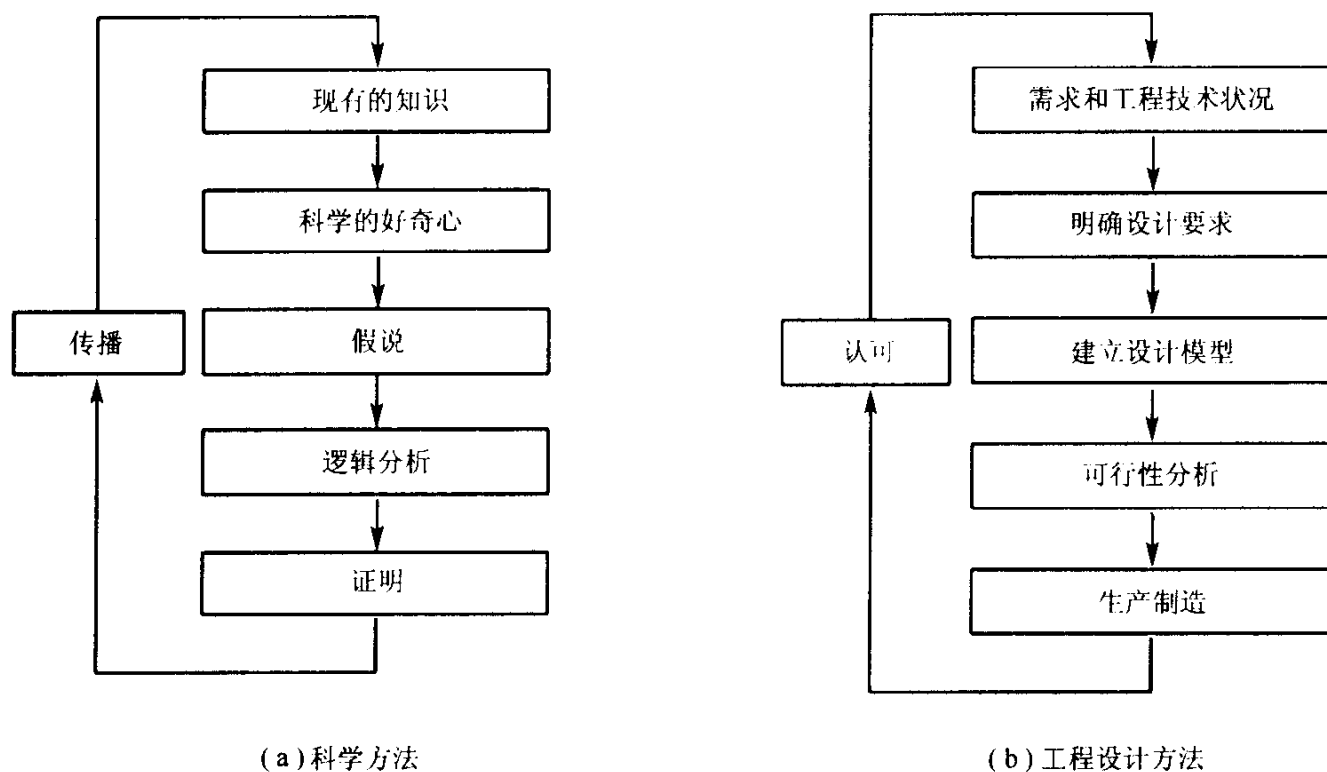 现有的知识
科学的好奇心
假说
逻辑分析
证明
传播
(a)科学方法
需求和工程技术状况
明确设计要求
建立设计模型
可行性分析
生产制造
认可
(b)工程设计方法